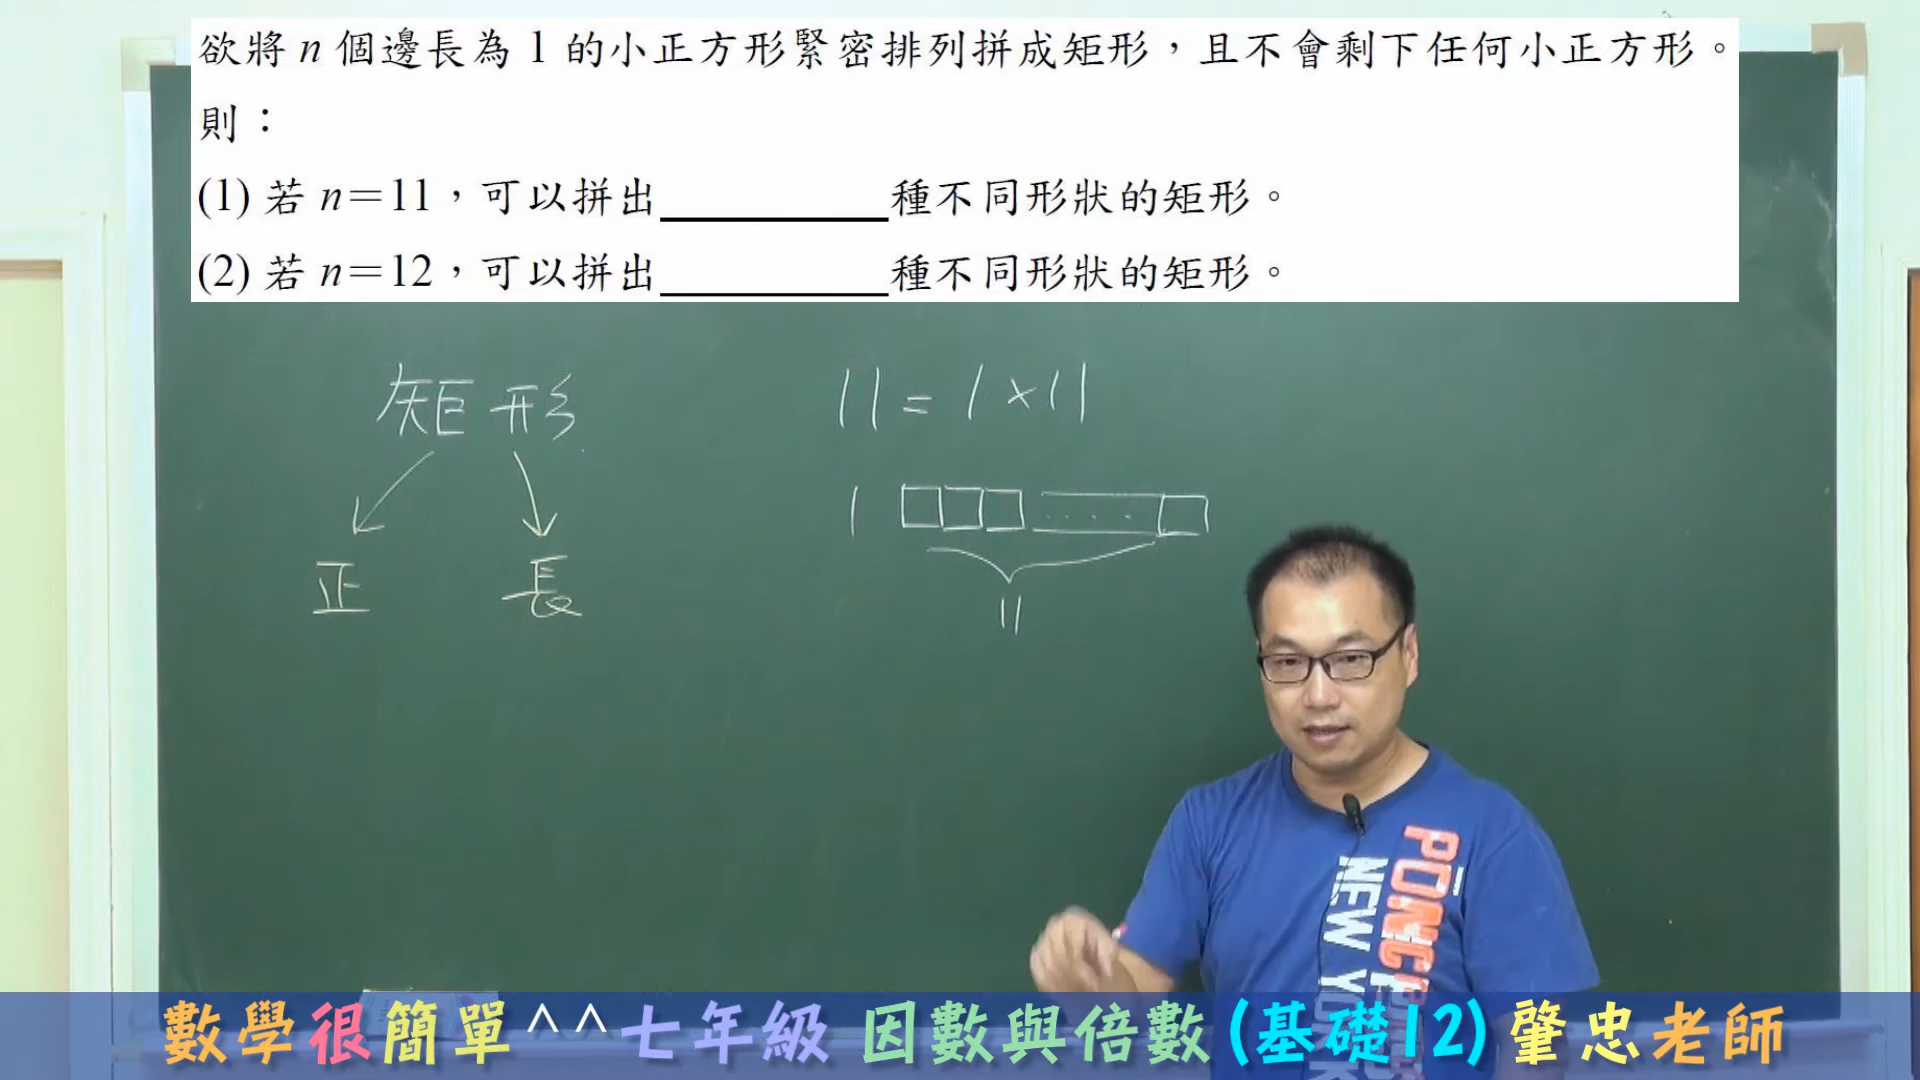 欲將 n 個邊長為 1 的小正方形緊密排列拼成矩形，且不會剩下任何小正方形。
則：
(1) 若 n＝11，可以拼出＿＿＿＿＿種不同形狀的矩形。
(2) 若 n＝12，可以拼出＿＿＿＿＿種不同形狀的矩形。
矩形
正 長
11 = 1 × 11
1
11
PONCE
NEW YORK
數學很簡單^^七年級 因數與倍數(基礎12) 肇忠老師